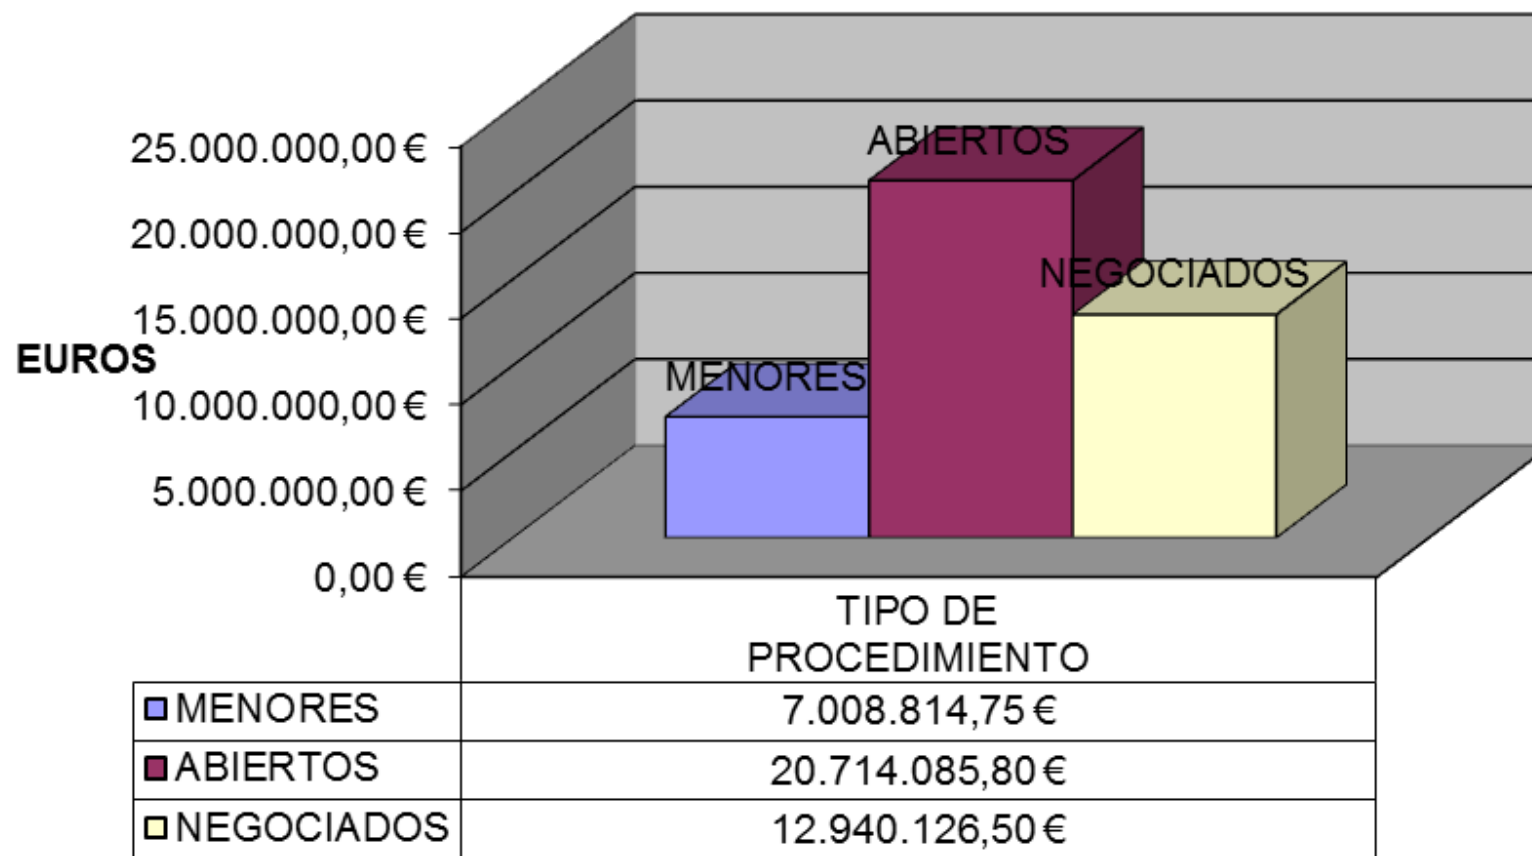 25.000.000,00 €
20.000.000,00 €
15.000.000,00 €
10.000.000,00 €
5.000.000,00 €
0,00 €
EUROS
ABIERTOS
NEGOCIADOS
MENORES
TIPO DE
PROCEDIMIENTO
MENORES 7.008.814,75 €
ABIERTOS 20.714.085,80 €
NEGOCIADOS 12.940.126,50 €